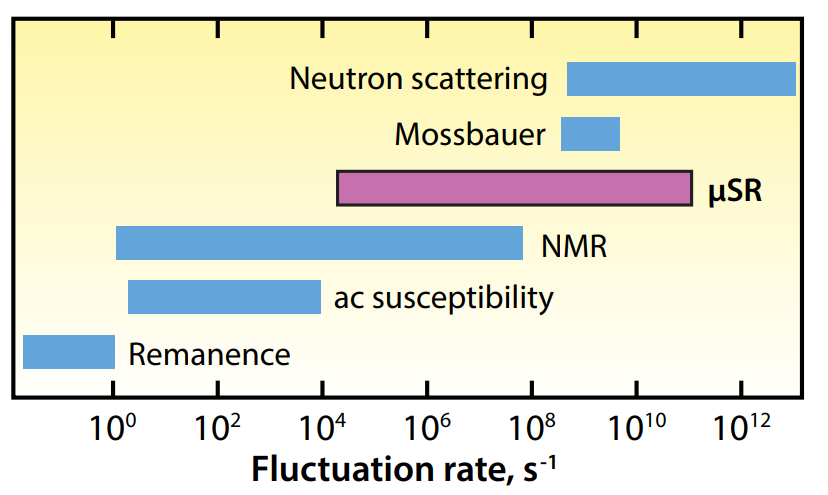 Neutron scattering
Mossbauer
μSR
NMR
ac susceptibility
Remanence
10⁰ 10² 10⁴ 10⁶ 10⁸ 10¹⁰ 10¹²
Fluctuation rate, s⁻¹